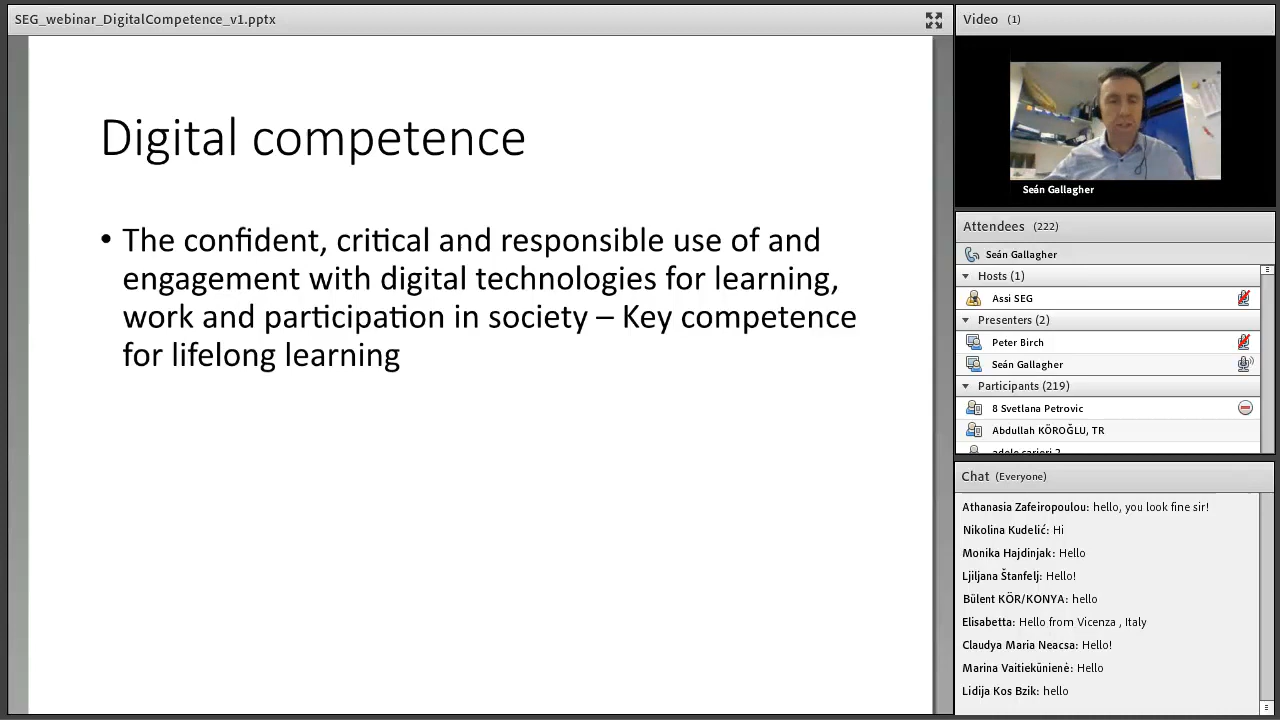 SEG_webinar_DigitalCompetence_v1.pptx
Digital competence
• The confident, critical and responsible use of and
engagement with digital technologies for learning,
work and participation in society – Key competence
for lifelong learning
Video (1)
Seán Gallagher
Attendees (222)
Seán Gallagher
Hosts (1)
Assi SEG
Presenters (2)
Peter Birch
Seán Gallagher
Participants (219)
8 Svetlana Petrovic
Abdullah KÖROĞLU, TR
Chat (Everyone)
Athanasia Zafeiropoulou: hello, you look fine sir!
Nikolina Kudelić: Hi
Monika Hajdinjak: Hello
Ljiljana Štanfelj: Hello!
Bülent KÖR/KONYA: hello
Elisabetta: Hello from Vicenza , Italy
Claudya Maria Neacsa: Hello!
Marina Vaitiekūnienė: Hello
Lidija Kos Bzik: hello